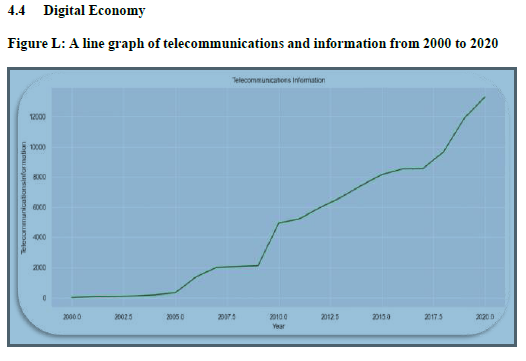 4.4 Digital Economy
Figure L: A line graph of telecommunications and information from 2000 to 2020
Telecommunications Information
Telecommunications/Information
12000
10000
8000
6000
4000
2000
0
2000.0 2002.5 2005.0 2007.5 2010.0 2012.5 2015.0 2017.5 2020.0
Year